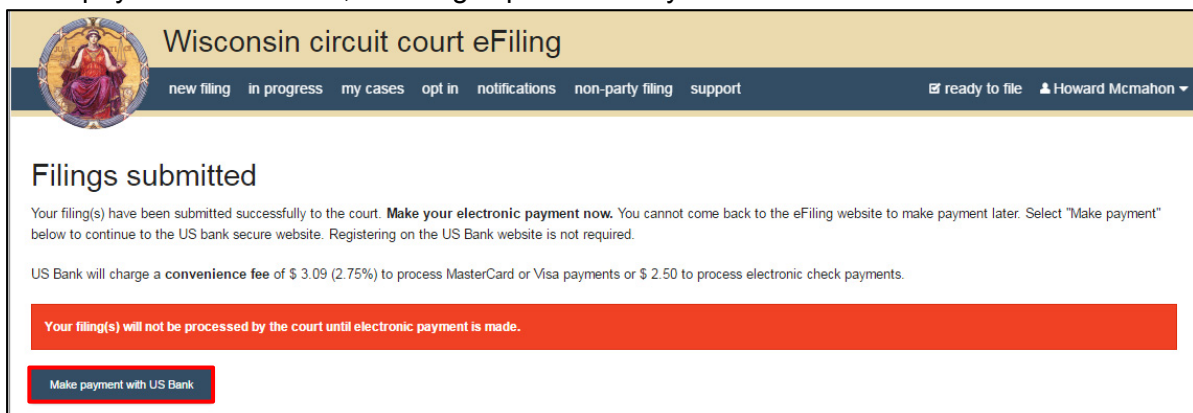 Wisconsin circuit court eFiling
new filing in progress my cases opt in notifications non-party filing support ready to file Howard Mcmahon
Filings submitted
Your filing(s) have been submitted successfully to the court. Make your electronic payment now. You cannot come back to the eFiling website to make payment later. Select "Make payment"
below to continue to the US bank secure website. Registering on the US Bank website is not required.
US Bank will charge a convenience fee of $ 3.09 (2.75%) to process MasterCard or Visa payments or $ 2.50 to process electronic check payments.
Your filing(s) will not be processed by the court until electronic payment is made.
Make payment with US Bank